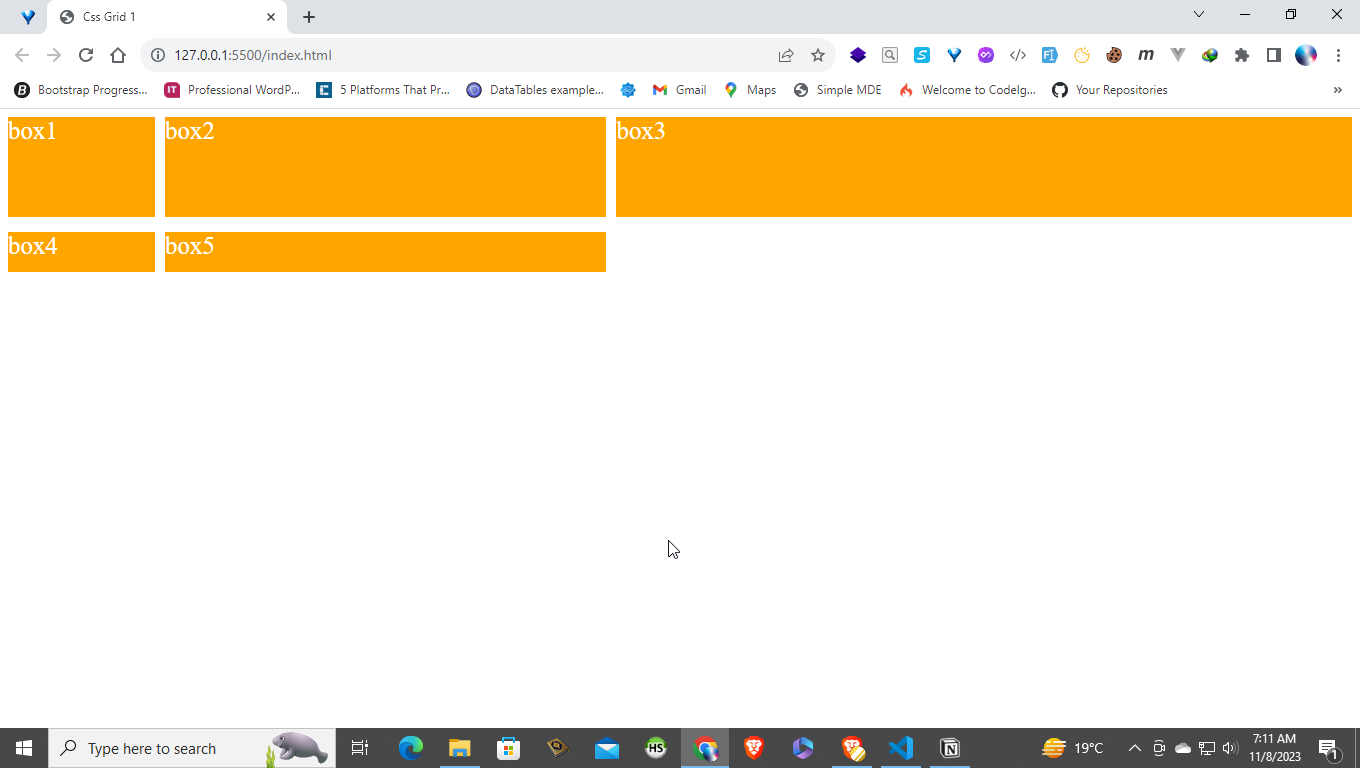 Css Grid 1
127.0.0.1:5500/index.html
Bootstrap Progress... Professional WordP... 5 Platforms That Pr... DataTables example... Gmail Maps Simple MDE Welcome to CodeIg... Your Repositories »
box1 box2 box3
box4 box5
Type here to search
19°C
7:11 AM
11/8/2023
1